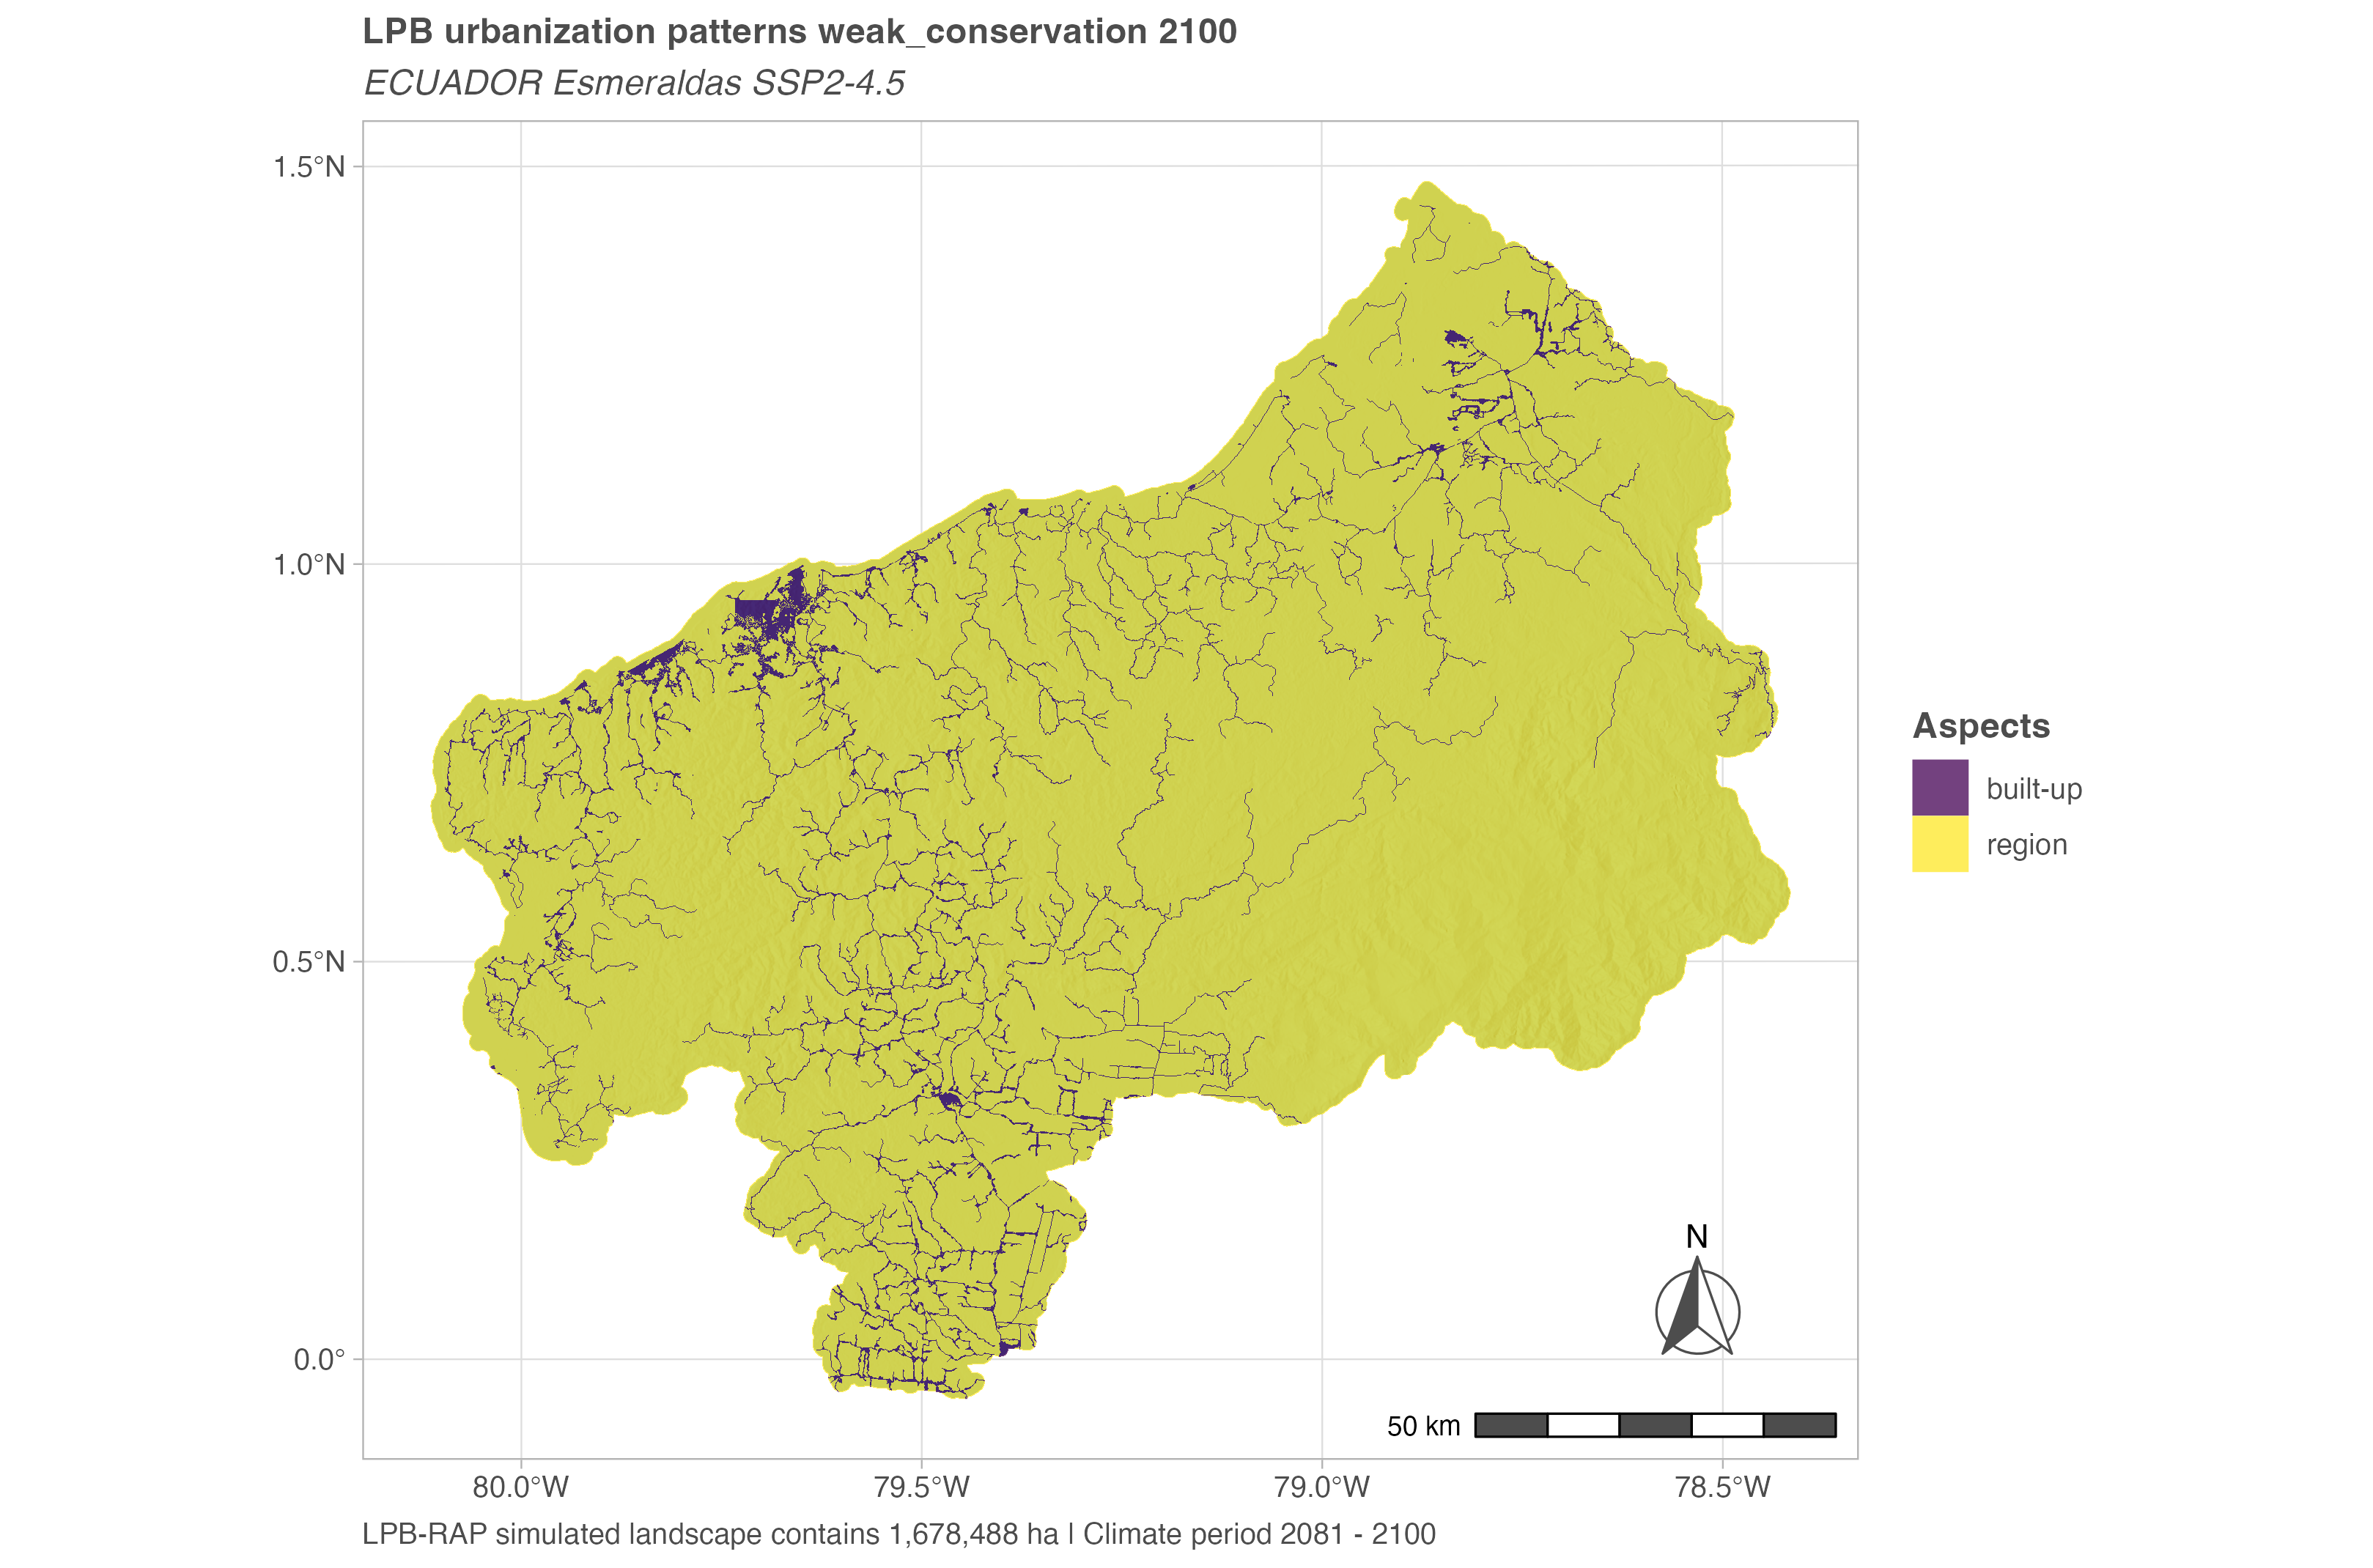 LPB urbanization patterns weak_conservation 2100
ECUADOR Esmeraldas SSP2-4.5
1.5°N
1.0°N
0.5°N
0.0°
80.0°W
79.5°W
79.0°W
78.5°W
N
50 km
Aspects
built-up
region
LPB-RAP simulated landscape contains 1,678,488 ha | Climate period 2081 - 2100